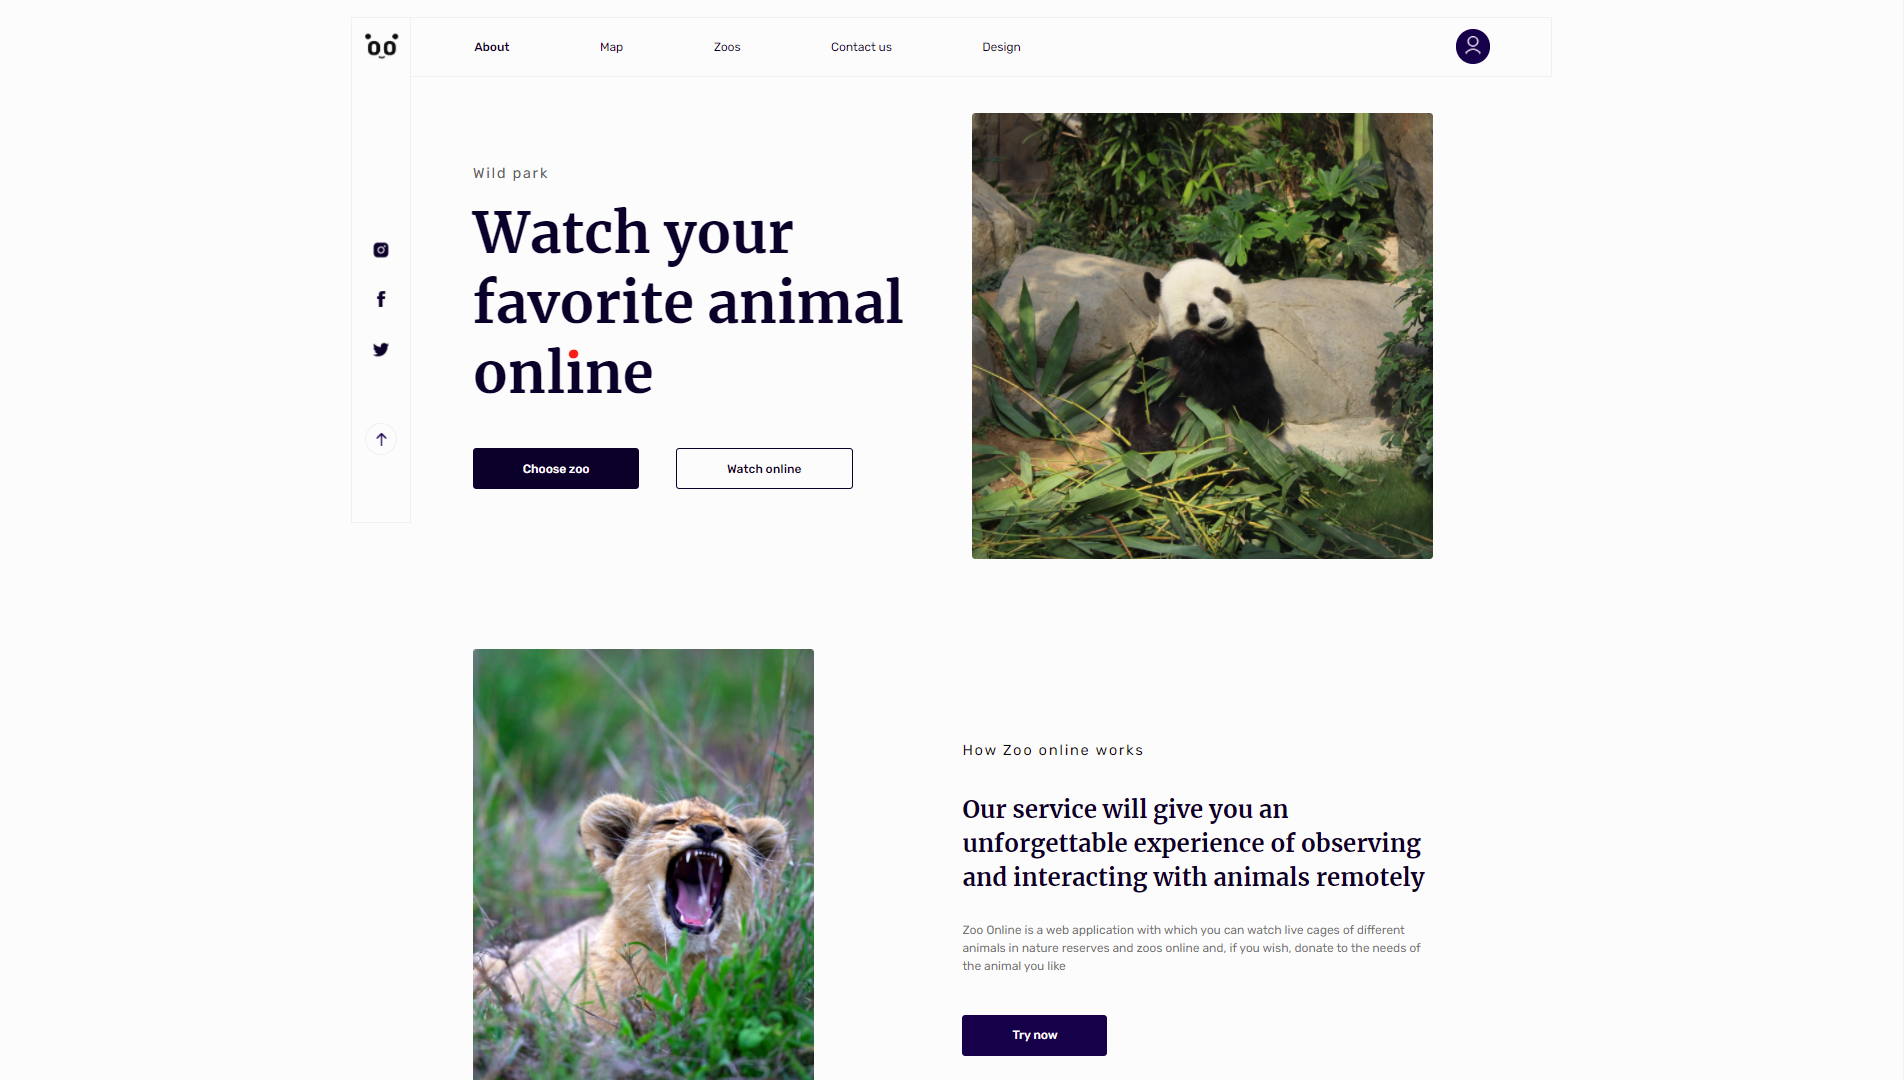 About
Map
Zoos
Contact us
Design
Wild park
Watch your
favorite animal
online
Choose zoo
Watch online
How Zoo online works
Our service will give you an
unforgettable experience of observing
and interacting with animals remotely
Zoo Online is a web application with which you can watch live cages of different
animals in nature reserves and zoos online and, if you wish, donate to the needs of
the animal you like
Try now